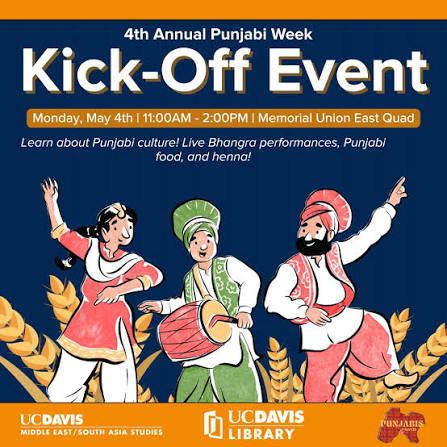 4th Annual Punjabi Week
Kick-Off Event
Monday, May 4th | 11:00AM - 2:00PM | Memorial Union East Quad
Learn about Punjabi culture! Live Bhangra performances, Punjabi
food, and henna!
UCDAVIS
MIDDLE EAST/SOUTH ASIA STUDIES
UCDAVIS
LIBRARY
PUNJABIS